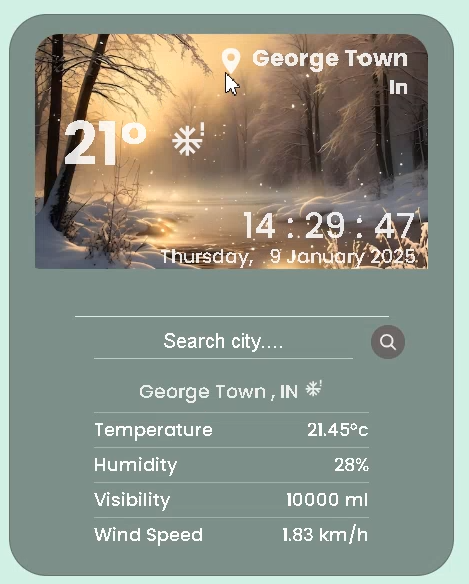 George Town
In
21°
14 : 29 : 47
Thursday, 9 January 2025.
Search city....
George Town , IN
Temperature 21.45°c
Humidity 28%
Visibility 10000 ml
Wind Speed 1.83 km/h